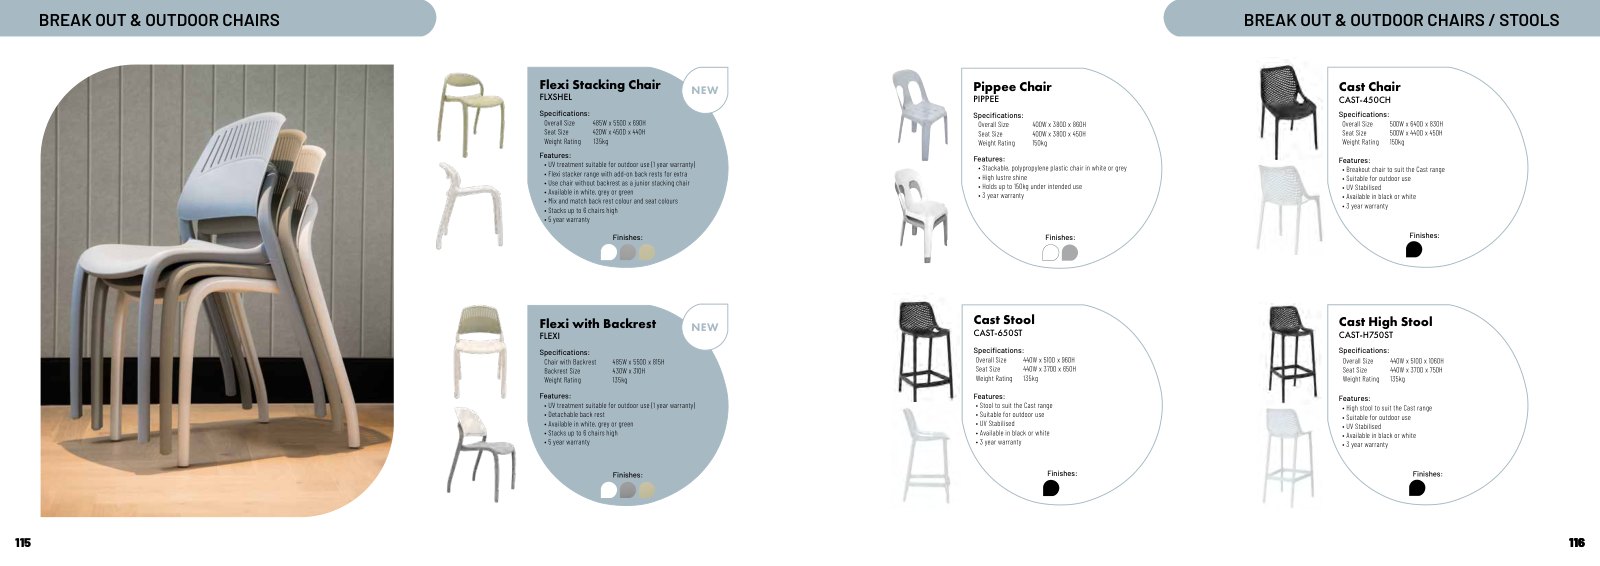 BREAK OUT & OUTDOOR CHAIRS
Flexi Stacking Chair
FLXSHEL
NEW
Specifications:
Overall Size 485W x 550D x 690H
Seat Size 420W x 450D x 440H
Weight Rating 135kg
Features:
• UV treatment suitable for outdoor use (1 year warranty)
• Flexi stacker range with add-on back rests for extra
• Use chair without backrest as a junior stacking chair
• Available in white, grey or green
• Mix and match back rest colour and seat colours
• Stacks up to 6 chairs high
• 5 year warranty
Finishes:
Flexi with Backrest
FLEXI
NEW
Specifications:
Chair with Backrest 485W x 550D x 815H
Backrest Size 430W x 310H
Weight Rating 135kg
Features:
• UV treatment suitable for outdoor use (1 year warranty)
• Detachable back rest
• Available in white, grey or green
• Stacks up to 6 chairs high
• 5 year warranty
Finishes:
115
BREAK OUT & OUTDOOR CHAIRS / STOOLS
Pippee Chair
PIPPEE
Specifications:
Overall Size 400W x 380D x 860H
Seat Size 400W x 380D x 450H
Weight Rating 150kg
Features:
• Stackable, polypropylene plastic chair in white or grey
• High lustre shine
• Holds up to 150kg under intended use
• 3 year warranty
Finishes:
Cast Chair
CAST-450CH
Specifications:
Overall Size 500W x 640D x 830H
Seat Size 500W x 440D x 450H
Weight Rating 150kg
Features:
• Breakout chair to suit the Cast range
• Suitable for outdoor use
• UV Stabilised
• Available in black or white
• 3 year warranty
Finishes:
Cast Stool
CAST-650ST
Specifications:
Overall Size 440W x 510D x 960H
Seat Size 440W x 370D x 650H
Weight Rating 135kg
Features:
• Stool to suit the Cast range
• Suitable for outdoor use
• UV Stabilised
• Available in black or white
• 3 year warranty
Finishes:
Cast High Stool
CAST-H750ST
Specifications:
Overall Size 440W x 510D x 1060H
Seat Size 440W x 370D x 750H
Weight Rating 135kg
Features:
• High stool to suit the Cast range
• Suitable for outdoor use
• UV Stabilised
• Available in black or white
• 3 year warranty
Finishes:
116